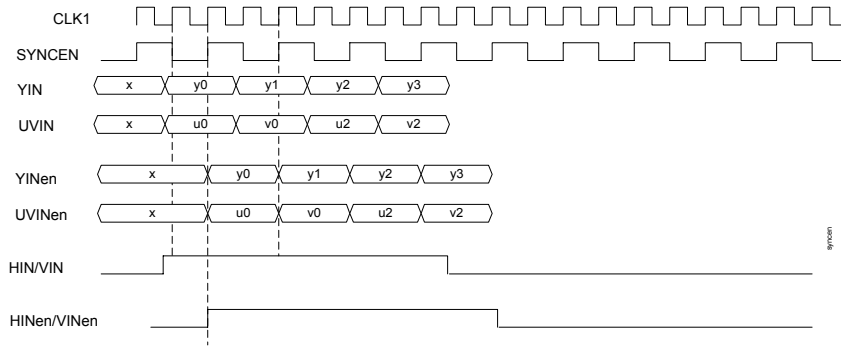 CLK1
SYNCEN
YIN x y0 y1 y2 y3
UVIN x u0 v0 u2 v2
YINen x y0 y1 y2 y3
UVINen x u0 v0 u2 v2
syncen
HIN/VIN
HINen/VINen